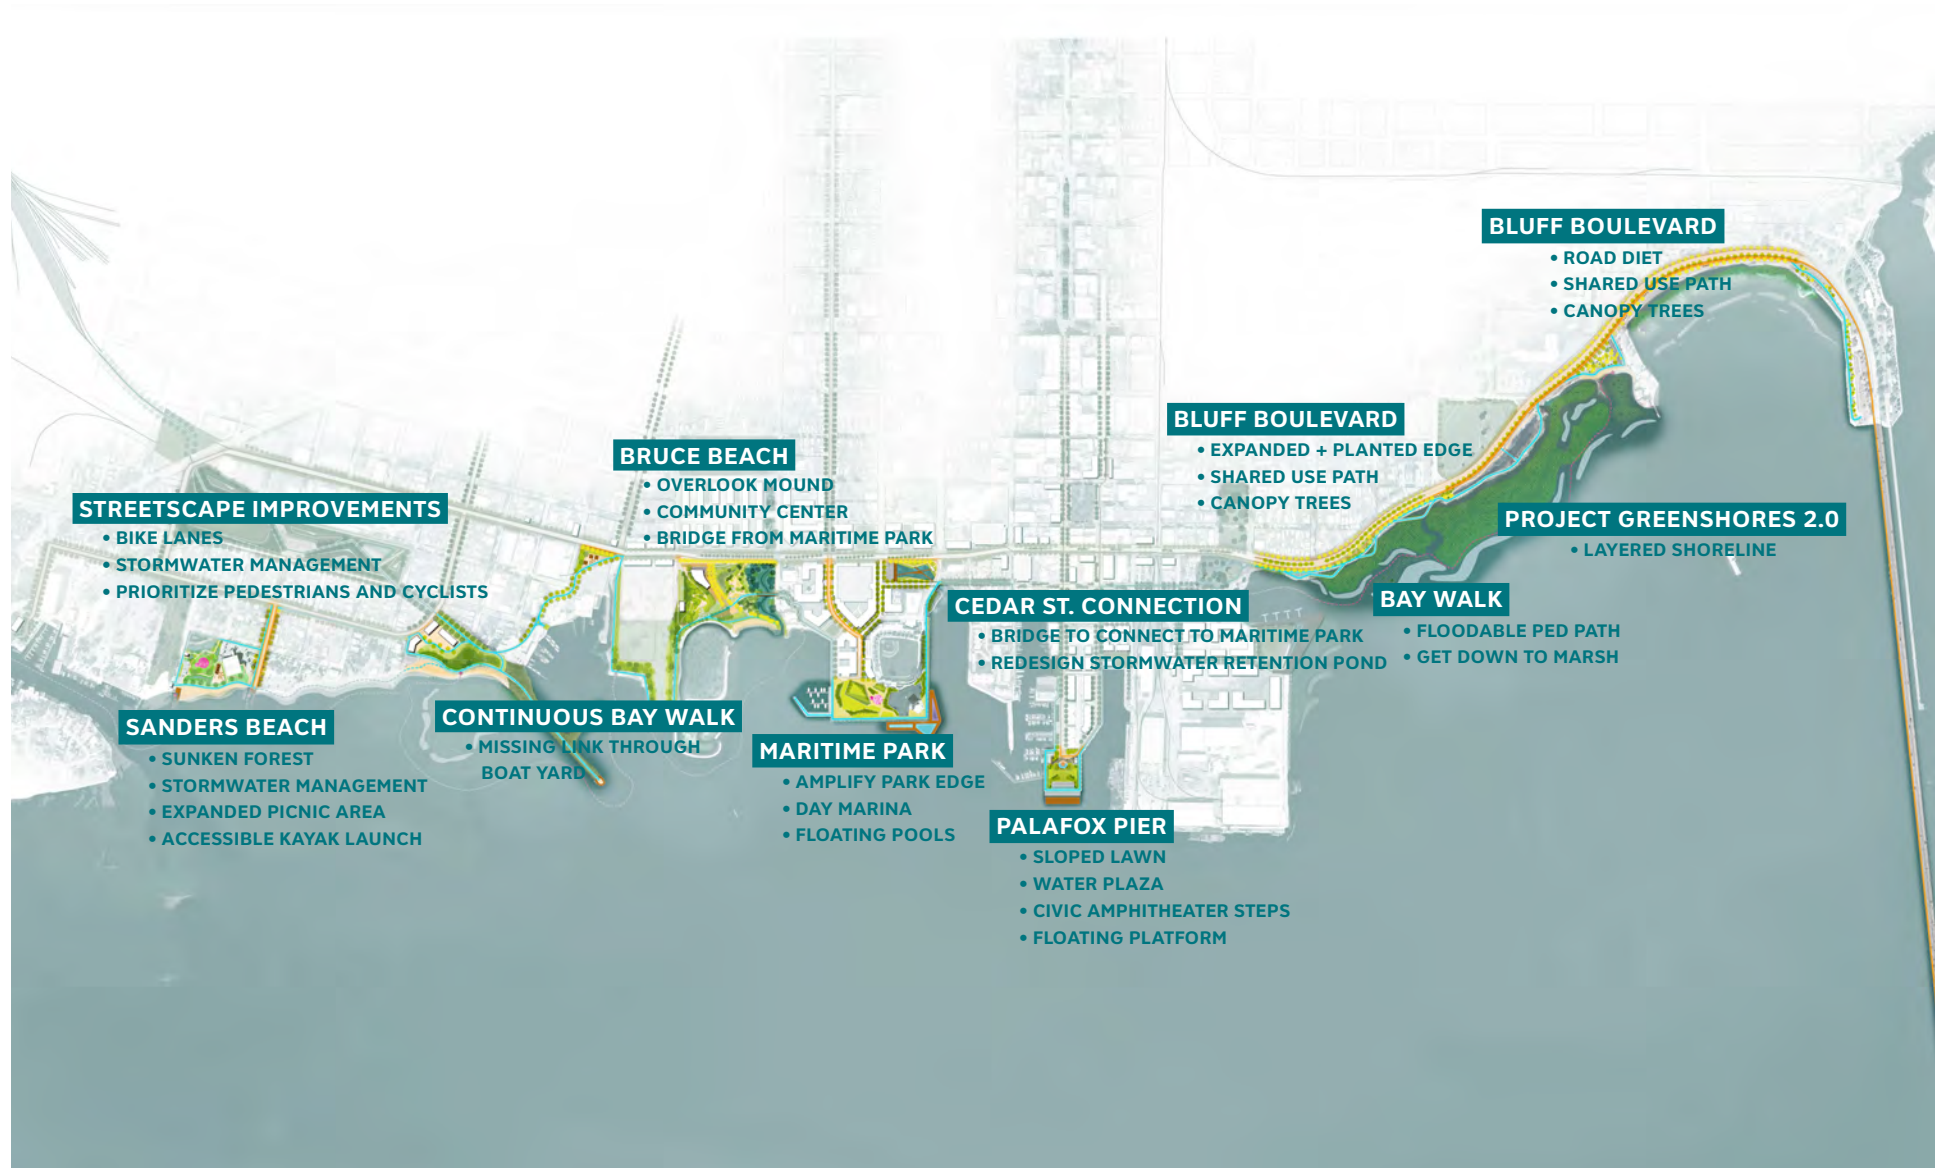 BLUFF BOULEVARD
• ROAD DIET
• SHARED USE PATH
• CANOPY TREES
BLUFF BOULEVARD
• EXPANDED + PLANTED EDGE
• SHARED USE PATH
• CANOPY TREES
BRUCE BEACH
• OVERLOOK MOUND
• COMMUNITY CENTER
• BRIDGE FROM MARITIME PARK
STREETSCAPE IMPROVEMENTS
• BIKE LANES
• STORMWATER MANAGEMENT
• PRIORITIZE PEDESTRIANS AND CYCLISTS
PROJECT GREENSHORES 2.0
• LAYERED SHORELINE
BAY WALK
• FLOODABLE PED PATH
• GET DOWN TO MARSH
CEDAR ST. CONNECTION
• BRIDGE TO CONNECT TO MARITIME PARK
• REDESIGN STORMWATER RETENTION POND
SANDERS BEACH
• SUNKEN FOREST
• STORMWATER MANAGEMENT
• EXPANDED PICNIC AREA
• ACCESSIBLE KAYAK LAUNCH
CONTINUOUS BAY WALK
• MISSING LINK THROUGH
BOAT YARD
MARITIME PARK
• AMPLIFY PARK EDGE
• DAY MARINA
• FLOATING POOLS
PALAFOX PIER
• SLOPED LAWN
• WATER PLAZA
• CIVIC AMPHITHEATER STEPS
• FLOATING PLATFORM